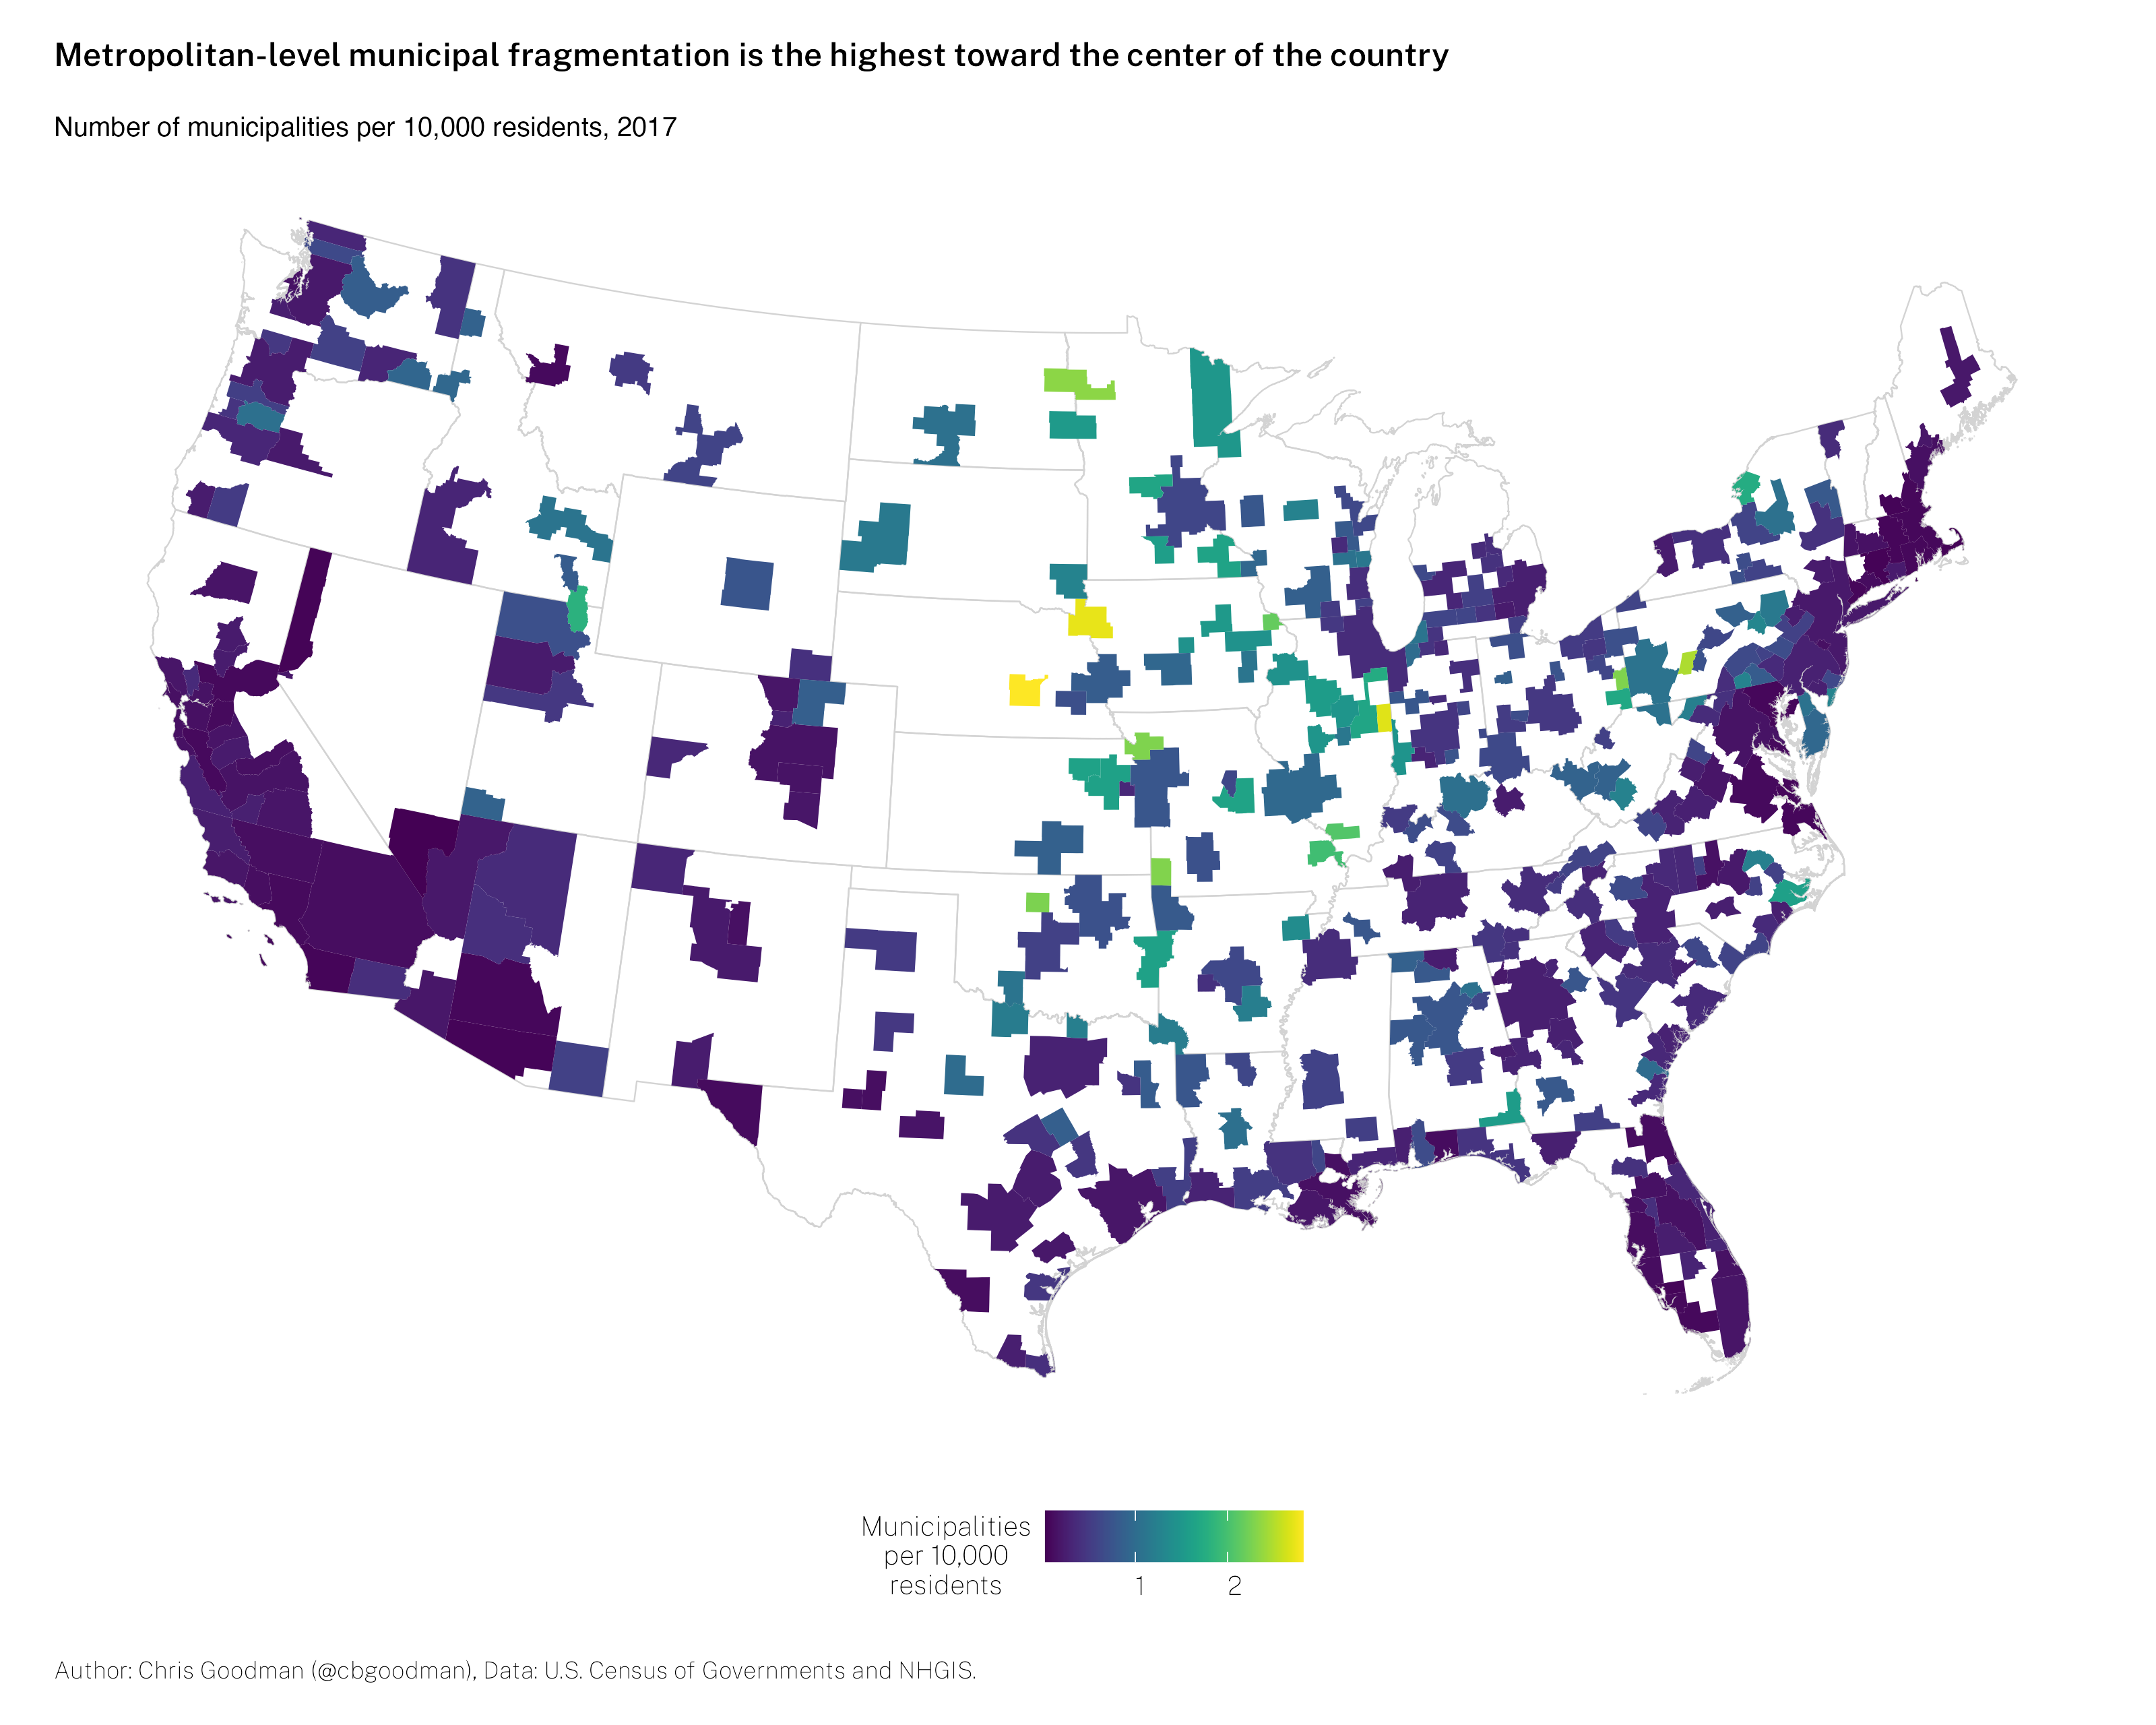 Metropolitan-level municipal fragmentation is the highest toward the center of the country
Number of municipalities per 10,000 residents, 2017
Municipalities
per 10,000
residents
1
2
Author: Chris Goodman (@cbgoodman), Data: U.S. Census of Governments and NHGIS.